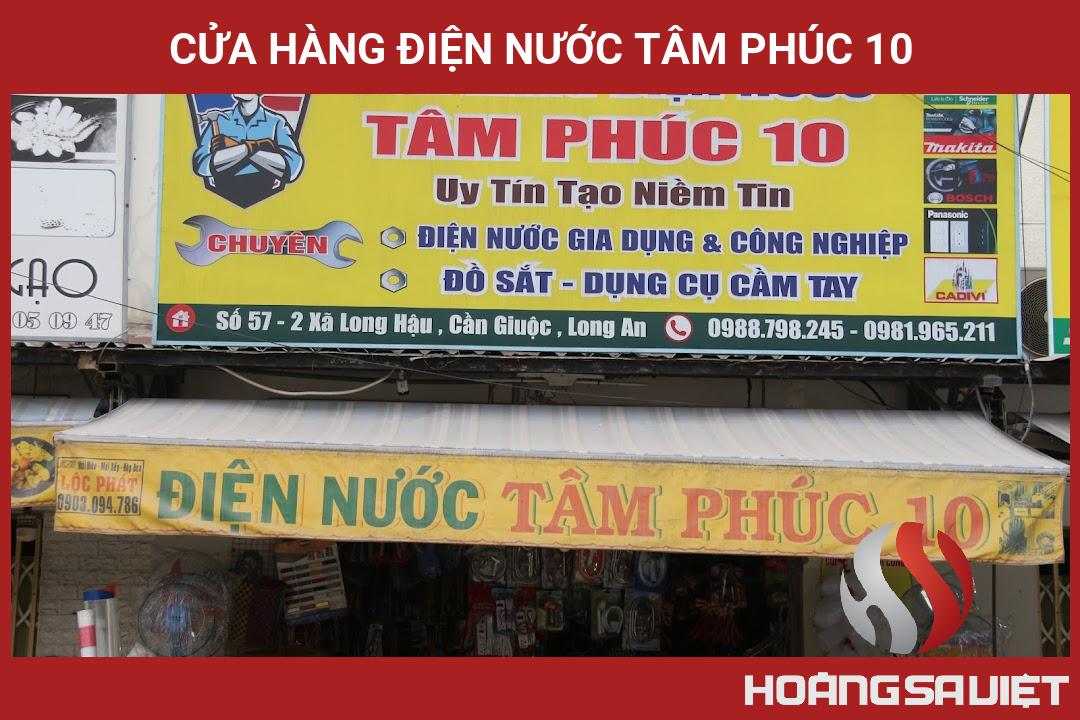 CỬA HÀNG ĐIỆN NƯỚC TÂM PHÚC 10
TÂM PHÚC 10
Uy Tín Tạo Niềm Tin
CHUYÊN
ĐIỆN NƯỚC GIA DỤNG & CÔNG NGHIỆP
ĐỒ SẮT - DỤNG CỤ CẦM TAY
Số 57 - 2 Xã Long Hậu , Cần Giuộc , Long An
0988.798.245 - 0981.965.211
Schneider
makita
BOSCH
Panasonic
CADIVI
GẠO
05 09 47
LỘC PHÁT
0903.094.786
ĐIỆN NƯỚC TÂM PHÚC 10
HOÀNGSAVIỆT